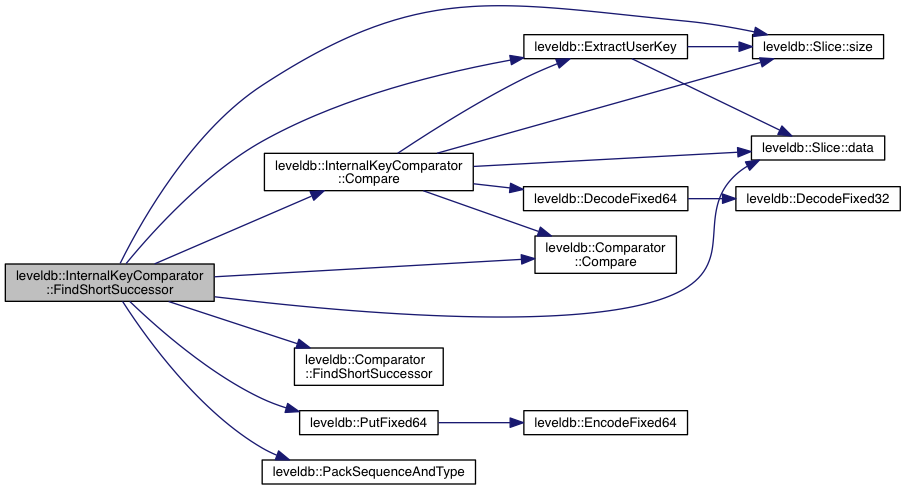 leveldb::ExtractUserKey
leveldb::Slice::size
leveldb::InternalKeyComparator
::Compare
leveldb::Slice::data
leveldb::DecodeFixed64
leveldb::DecodeFixed32
leveldb::Comparator
::Compare
leveldb::InternalKeyComparator
::FindShortSuccessor
leveldb::Comparator
::FindShortSuccessor
leveldb::PutFixed64
leveldb::EncodeFixed64
leveldb::PackSequenceAndType